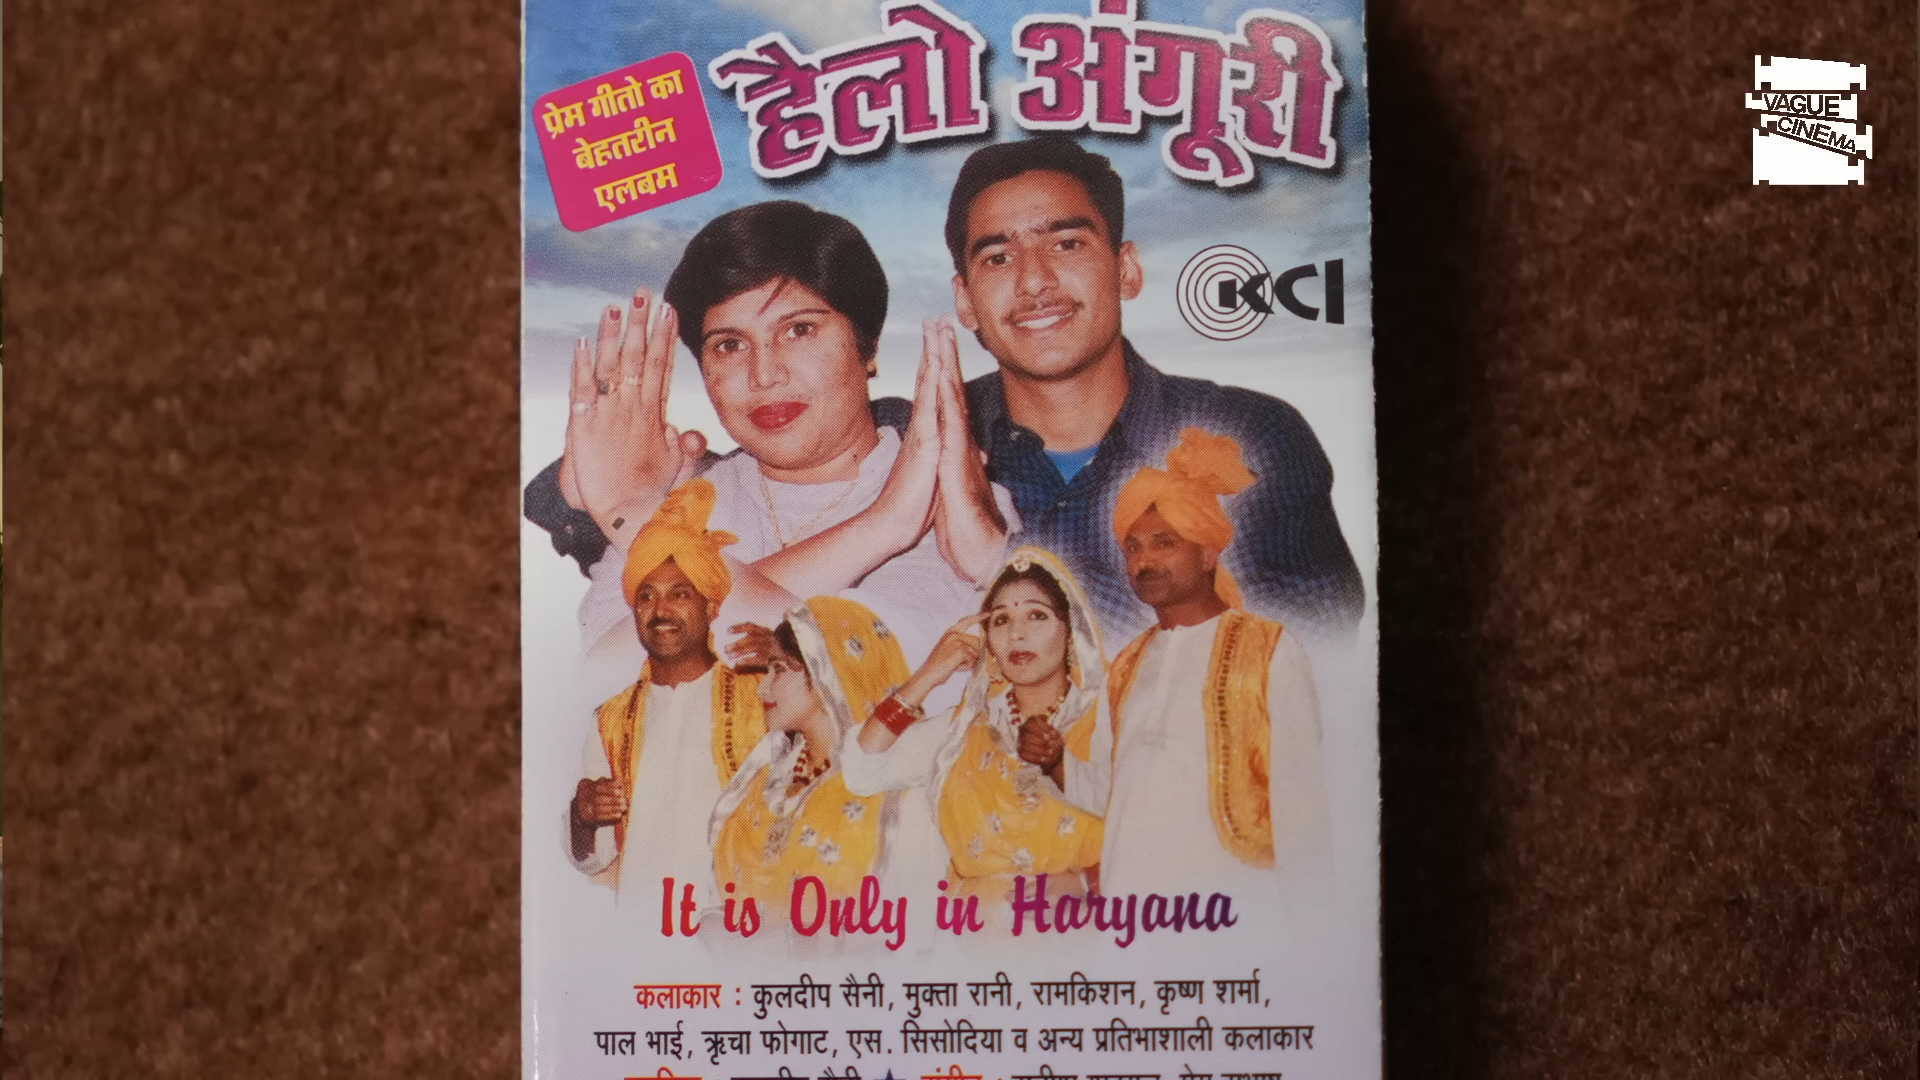 हैलो अंगूरी
प्रेम गीतो का
बेहतरीन
एलबम
KCI
VAGUE
CINEMA
It is Only in Haryana
कलाकार : कुलदीप सैनी, मुक्ता रानी, रामकिशन, कृष्ण शर्मा,
पाल भाई, ऋचा फोगाट, एस. सिसोदिया व अन्य प्रतिभाशाली कलाकार